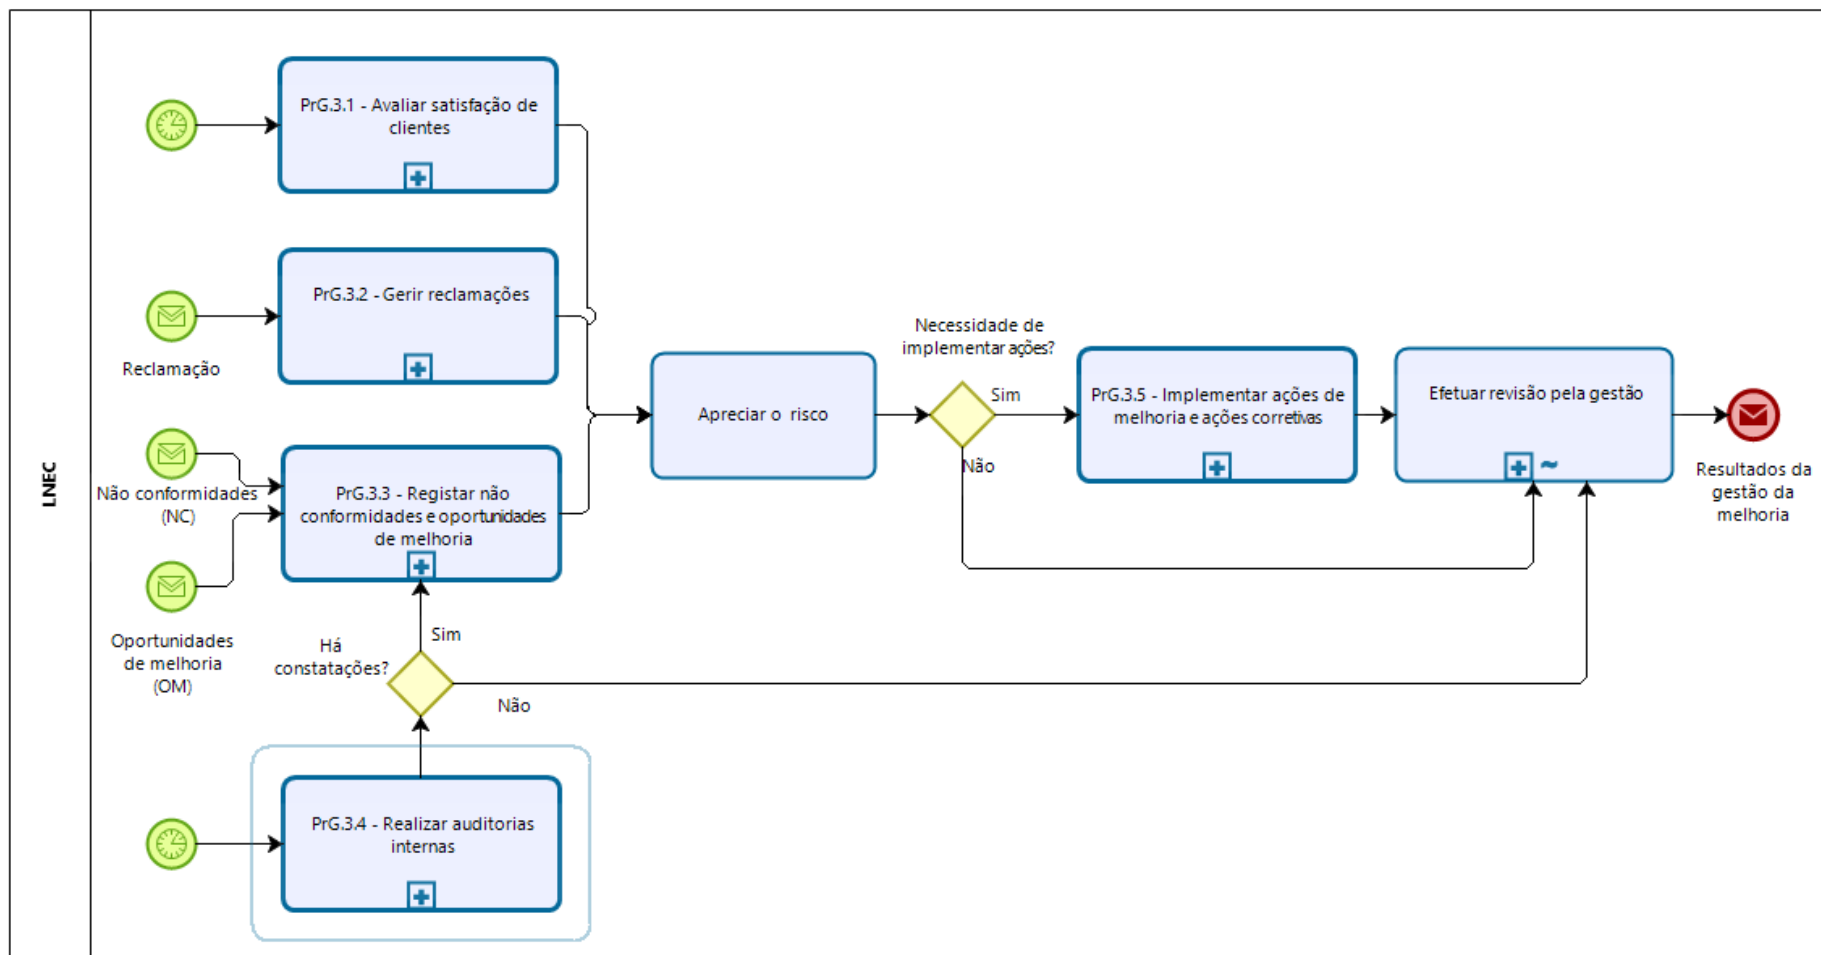 LNEC
PrG.3.1 - Avaliar satisfação de
clientes
PrG.3.2 - Gerir reclamações
Reclamação
Não conformidades
(NC)
PrG.3.3 - Registar não
conformidades e oportunidades
de melhoria
Oportunidades
de melhoria
(OM)
Há
constatações?
Sim
Não
PrG.3.4 - Realizar auditorias
internas
Apreciar o risco
Necessidade de
implementar ações?
Sim
Não
PrG.3.5 - Implementar ações de
melhoria e ações corretivas
Efetuar revisão pela gestão
Resultados da
gestão da
melhoria